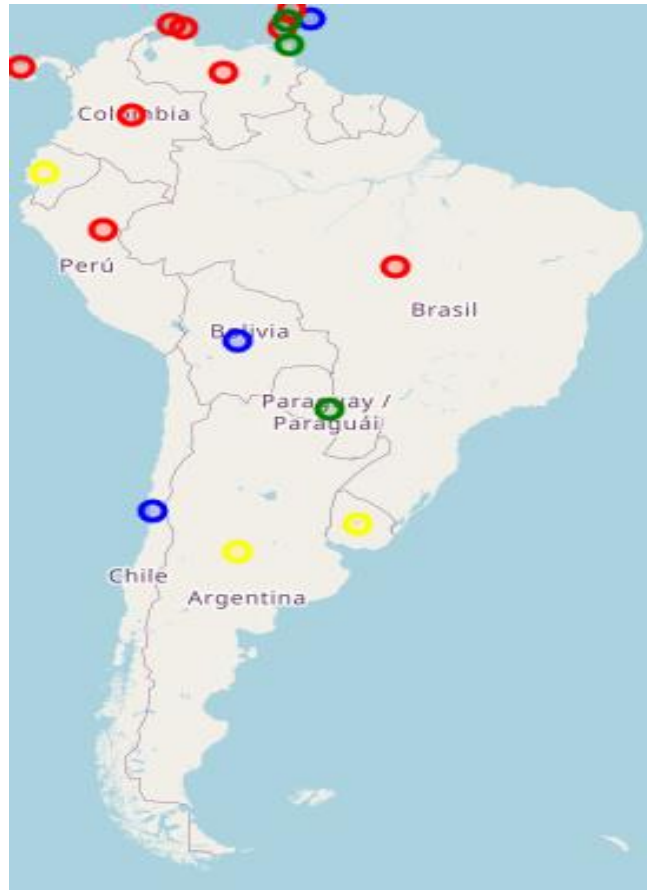 Colombia
Perú
Brasil
Bolivia
Paraguay /
Paraguái
Chile
Argentina